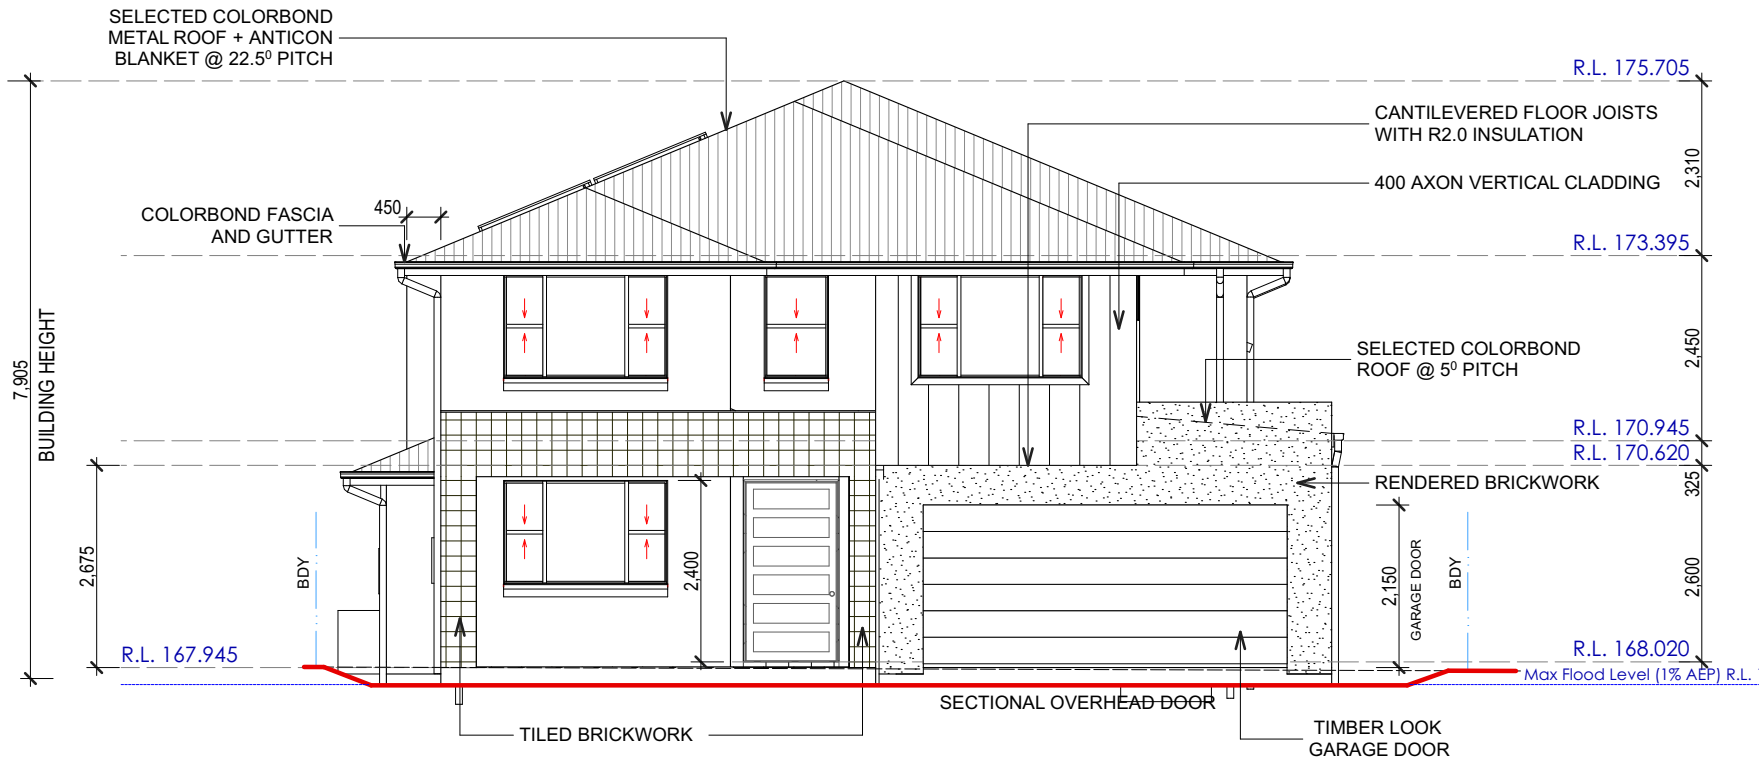 SELECTED COLORBOND
METAL ROOF + ANTICON
BLANKET @ 22.5⁰ PITCH
R.L. 175.705
CANTILEVERED FLOOR JOISTS
WITH R2.0 INSULATION
2,310
400 AXON VERTICAL CLADDING
450
COLORBOND FASCIA
AND GUTTER
R.L. 173.395
7,905
BUILDING HEIGHT
SELECTED COLORBOND
ROOF @ 5⁰ PITCH
2,450
R.L. 170.945
R.L. 170.620
325
RENDERED BRICKWORK
2,675
BDY
2,400
2,150
GARAGE DOOR
BDY
2,600
R.L. 167.945
R.L. 168.020
Max Flood Level (1% AEP) R.L.
SECTIONAL OVERHEAD DOOR
TILED BRICKWORK
TIMBER LOOK
GARAGE DOOR